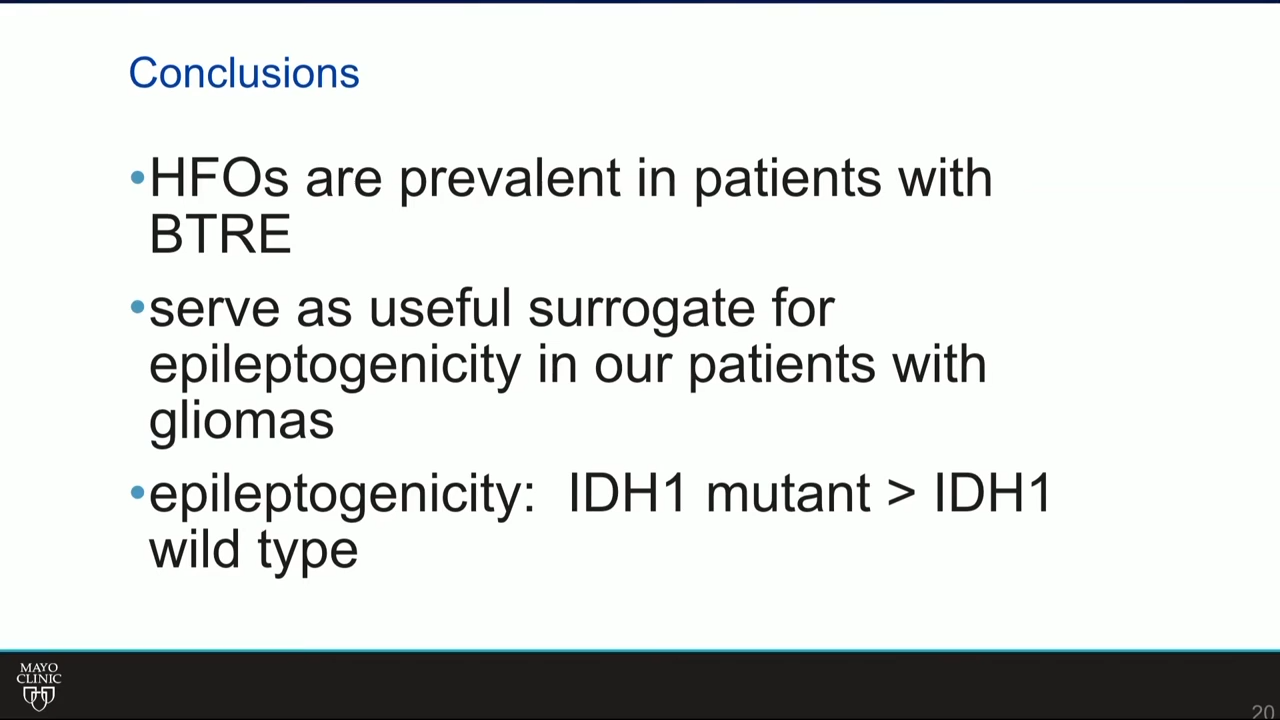 Conclusions
•HFOs are prevalent in patients with
BTRE
•serve as useful surrogate for
epileptogenicity in our patients with
gliomas
•epileptogenicity:  IDH1 mutant > IDH1
wild type
MAYO
CLINIC
20